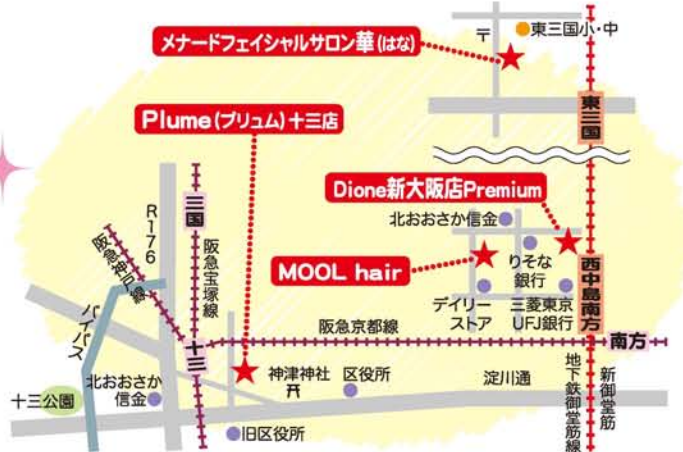 メナードフェイシャルサロン華(はな)
〒
東三国小・中
東三国
Plume(プリュム)十三店
Dione新大阪店Premium
北おおさか信金
りそな
銀行
MOOL hair
デイリー
ストア
三菱東京
UFJ銀行
西中島南方
三国
R176
阪急神戸線
阪急宝塚線
バイパス
阪急京都線
南方
十三
北おおさか
信金
十三公園
神津神社
区役所
淀川通
旧区役所
地下鉄御堂筋線
新御堂筋